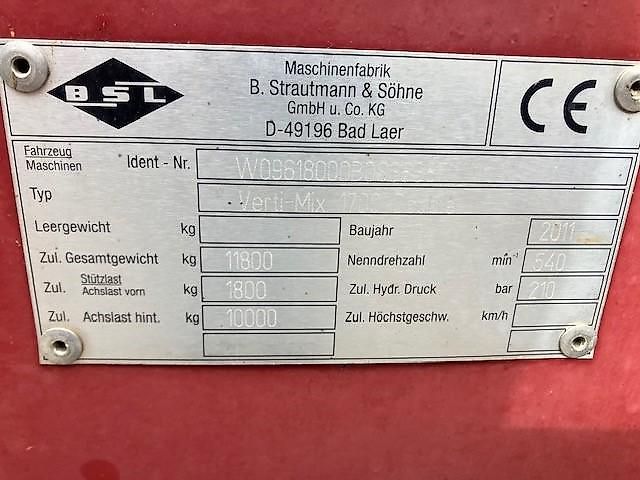 BSL
Maschinenfabrik
B. Strautmann & Söhne
GmbH u. Co. KG
D-49196 Bad Laer
CE
Fahrzeug
Maschinen
Ident - Nr.
Typ Verti-Mix
Leergewicht kg
Baujahr 2011
Zul. Gesamtgewicht kg 11800
Nenndrehzahl min⁻¹ 540
Zul. Stützlast
Achslast vorn kg 1800
Zul. Hydr. Druck bar 210
Zul. Achslast hint. kg 10000
Zul. Höchstgeschw. km/h